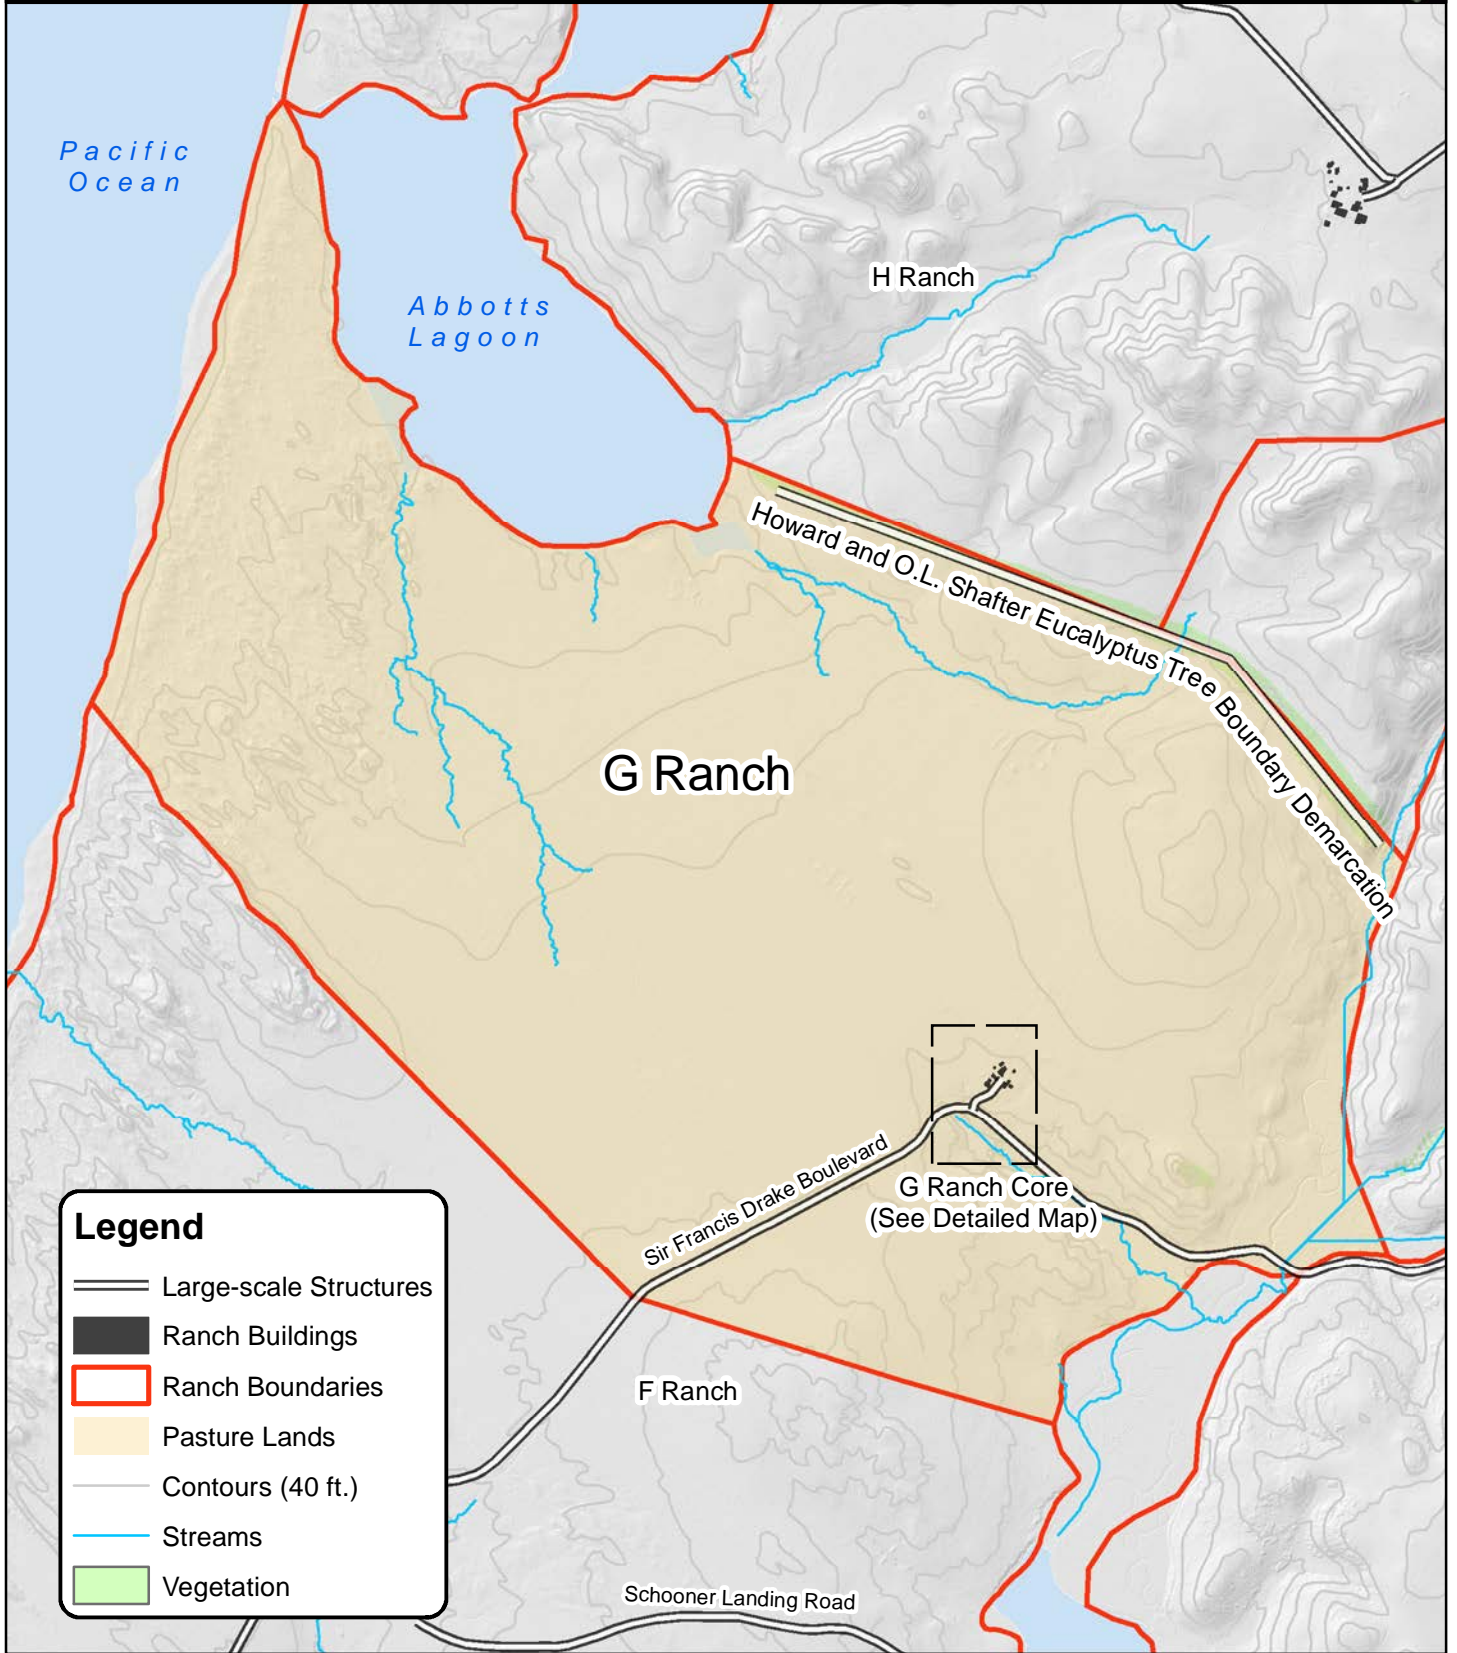 Pacific
Ocean
Abbotts
Lagoon
H Ranch
Howard and O.L. Shafter Eucalyptus Tree Boundary Demarcation
G Ranch
Sir Francis Drake Boulevard
G Ranch Core
(See Detailed Map)
F Ranch
Schooner Landing Road
Legend
Large-scale Structures
Ranch Buildings
Ranch Boundaries
Pasture Lands
Contours (40 ft.)
Streams
Vegetation